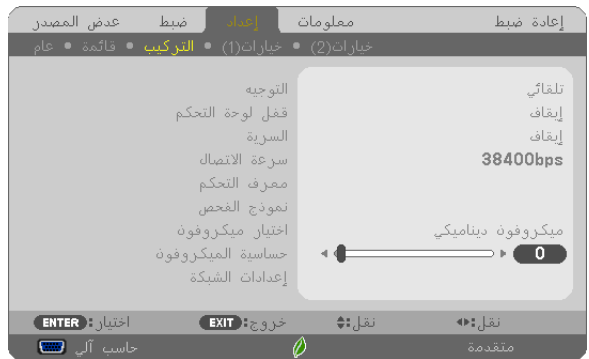 عدض المصدر ضبط إعداد معلومات إعادة ضبط
عام • قائمة • التركيب • خيارات(1) • خيارات(2)
التوجيه تلقائي
قفل لوحة التحكم إيقاف
السرية إيقاف
سرعة الاتصال 38400bps
معرف التحكم
نموذج الفحص
اختيار ميكروفون ميكروفون ديناميكي
حساسية الميكروفون 0
إعدادات الشبكة
ENTER: اختيار EXIT: خروج نقل: نقل:
حاسب آلي متقدمة